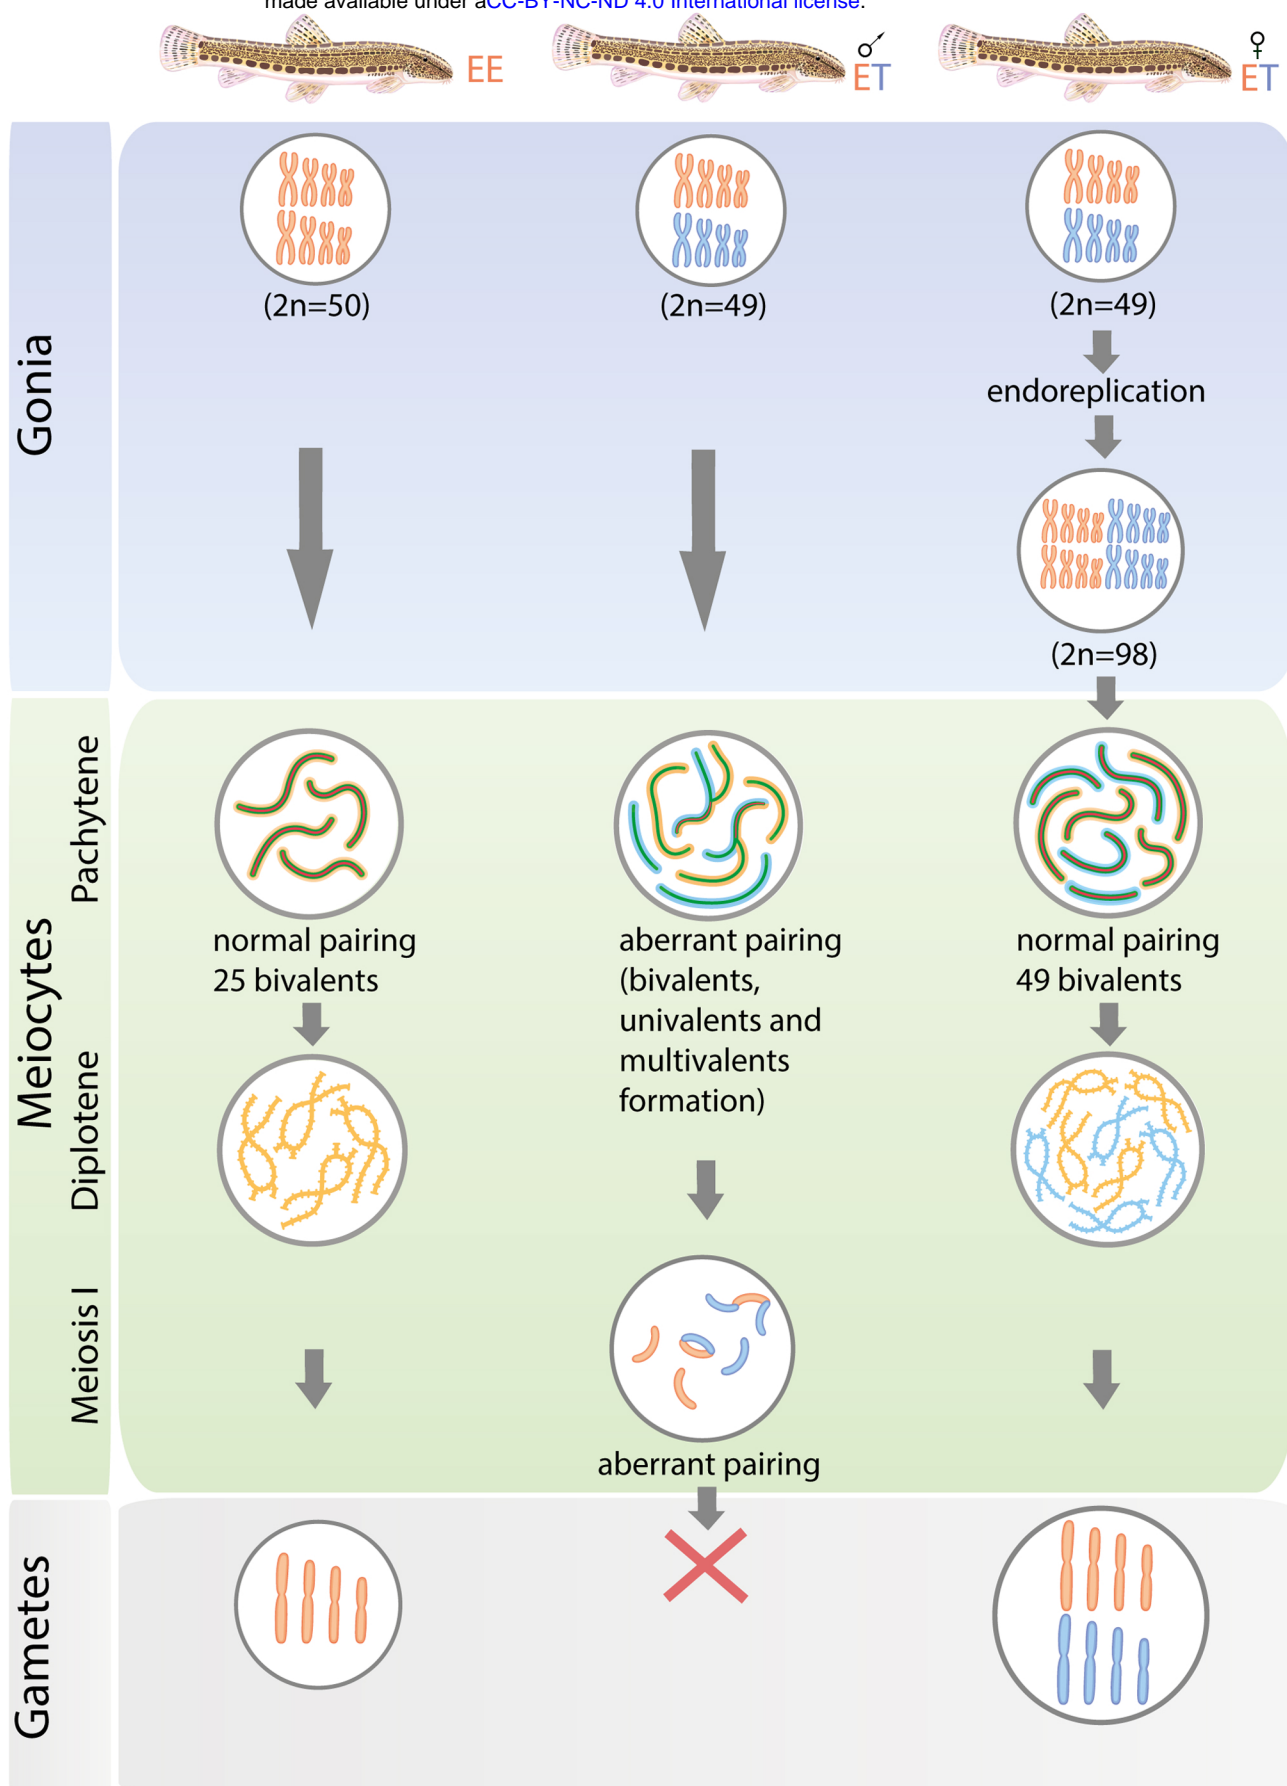 made available under aCC-BY-NC-ND 4.0 International license.
EE
♂
ET
♀
ET
Gonia
(2n=50)
(2n=49)
(2n=49)
endoreplication
(2n=98)
Meiocytes
Pachytene
normal pairing
25 bivalents
aberrant pairing
(bivalents,
univalents and
multivalents
formation)
normal pairing
49 bivalents
Diplotene
Meiosis I
aberrant pairing
Gametes